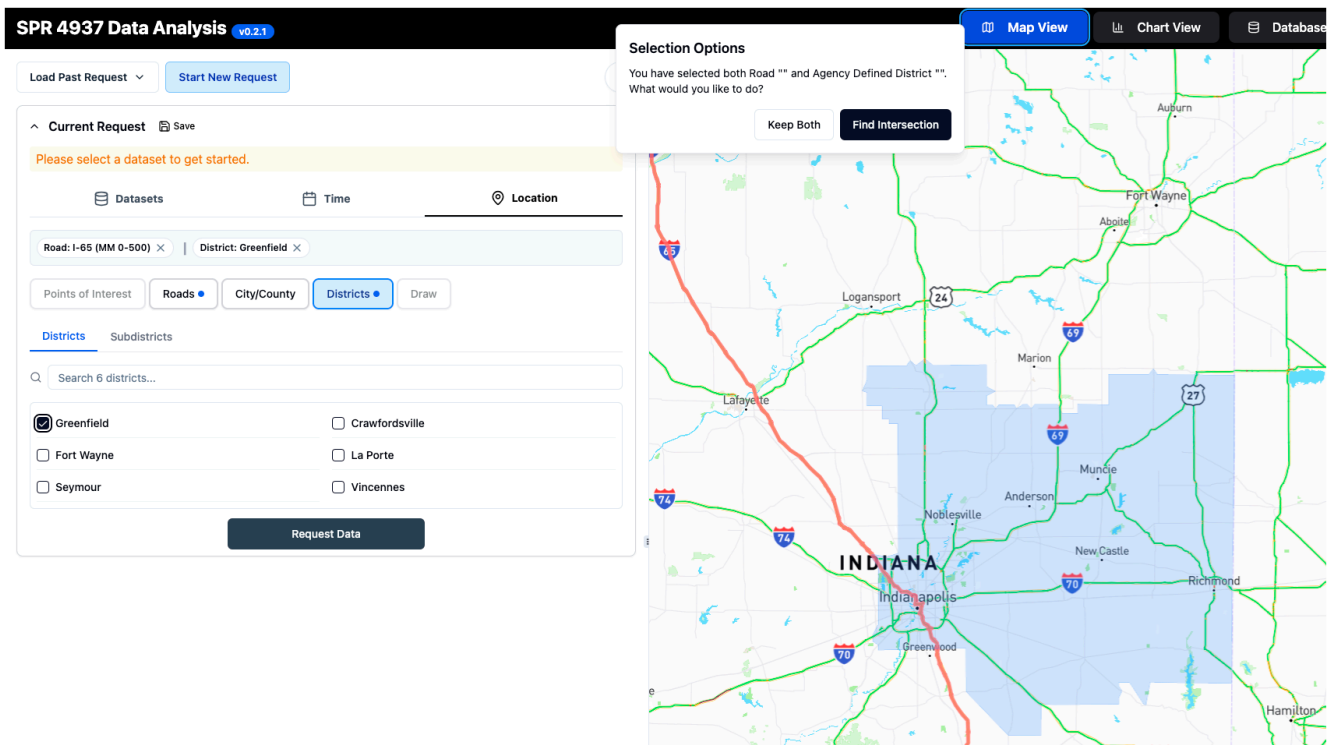 SPR 4937 Data Analysis v0.2.1
Map View
Chart View
Database
Load Past Request
Start New Request
Selection Options
You have selected both Road "" and Agency Defined District "".
What would you like to do?
Keep Both
Find Intersection
Current Request
Save
Please select a dataset to get started.
Datasets
Time
Location
Road: I-65 (MM 0-500)
|
District: Greenfield
Points of Interest
Roads
City/County
Districts
Draw
Districts
Subdistricts
Search 6 districts...
Greenfield
Crawfordsville
Fort Wayne
La Porte
Seymour
Vincennes
Request Data
Auburn
Fort Wayne
Aboite
65
Logansport
24
69
Marion
Lafayette
27
69
Muncie
74
Anderson
Noblesville
74
INDIANA
New Castle
70
Richmond
Indianapolis
Greenwood
70
e
Hamilton